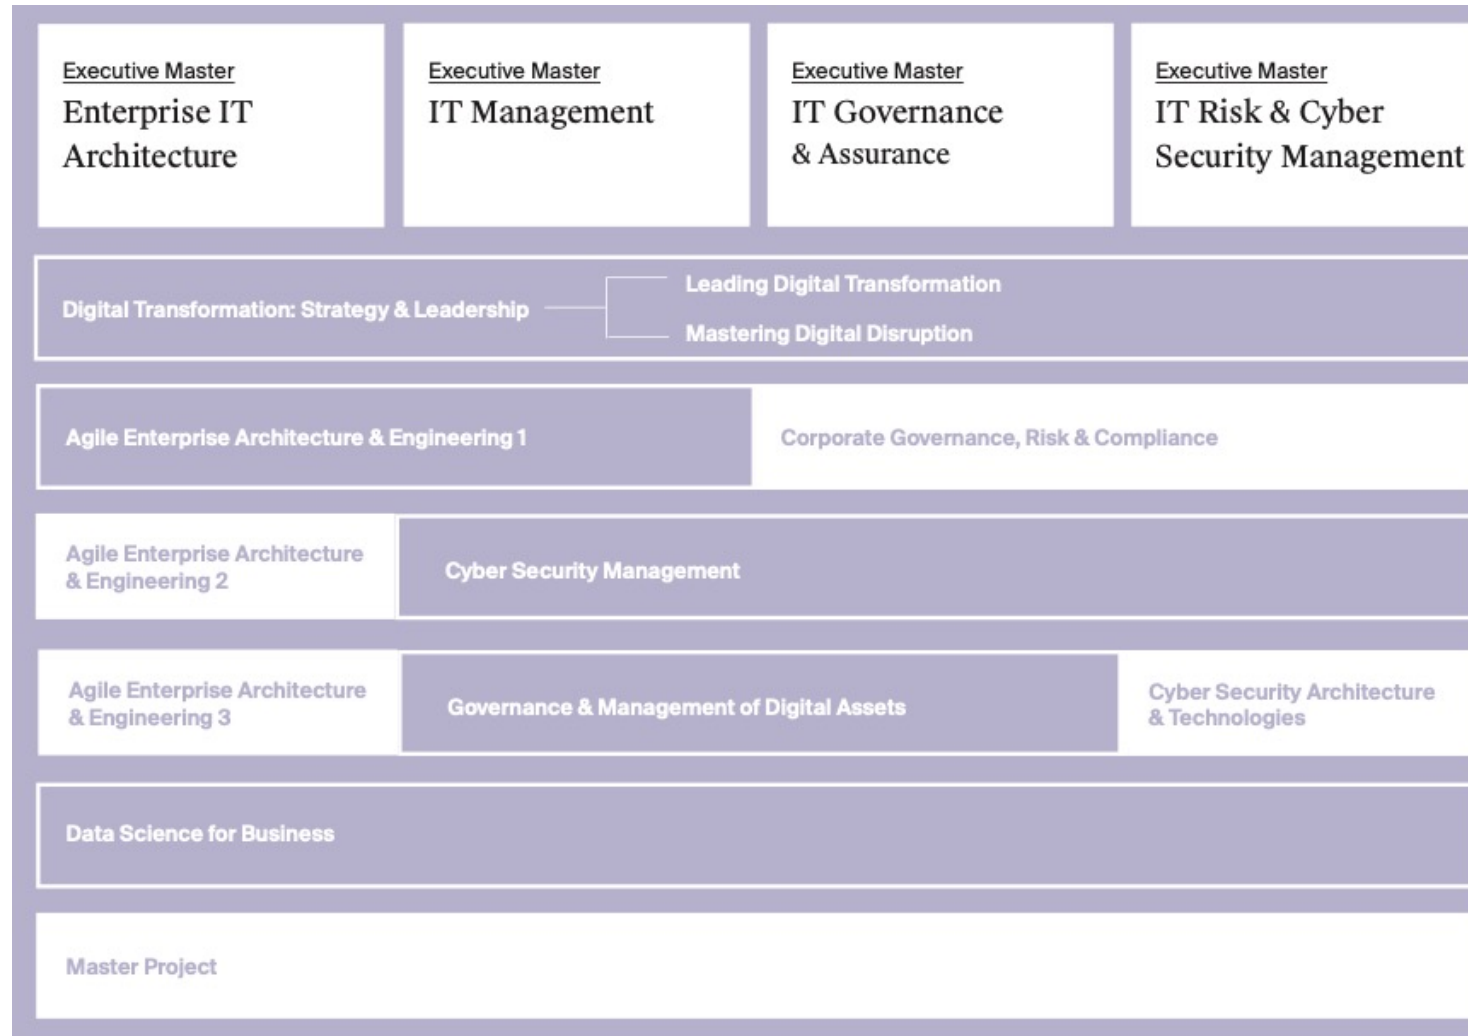 Executive Master
Enterprise IT
Architecture
Executive Master
IT Management
Executive Master
IT Governance
& Assurance
Executive Master
IT Risk & Cyber
Security Management
Digital Transformation: Strategy & Leadership
Leading Digital Transformation
Mastering Digital Disruption
Agile Enterprise Architecture & Engineering 1
Corporate Governance, Risk & Compliance
Agile Enterprise Architecture
& Engineering 2
Cyber Security Management
Agile Enterprise Architecture
& Engineering 3
Governance & Management of Digital Assets
Cyber Security Architecture
& Technologies
Data Science for Business
Master Project